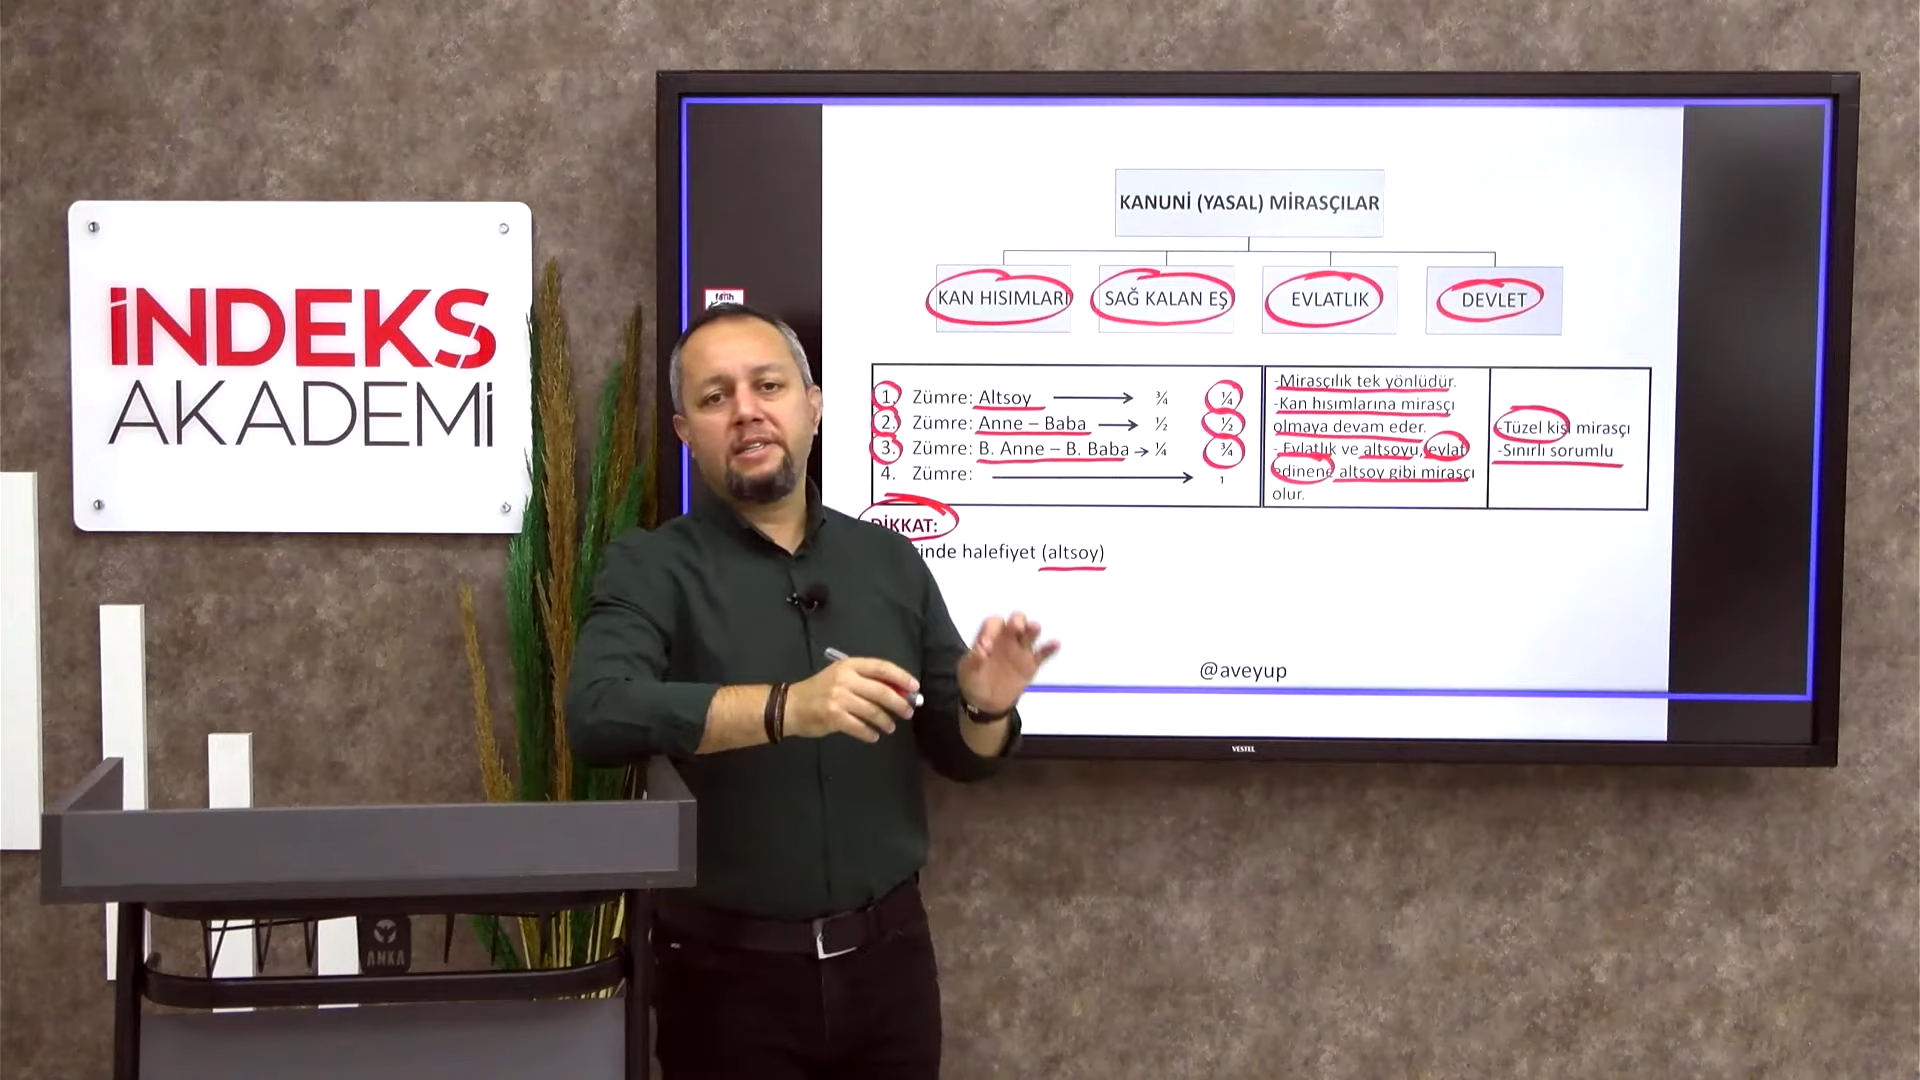 İNDEKS
AKADEMİ
fatih
KANUNİ (YASAL) MİRASÇILAR
KAN HISIMLARI
SAĞ KALAN EŞ
EVLATLIK
DEVLET
1. Zümre: Altsoy ¾ ¼
2. Zümre: Anne – Baba ½ ½
3. Zümre: B. Anne – B. Baba ¼ ¾
4. Zümre: 1
-Mirasçılık tek yönlüdür.
-Kan hısımlarına mirasçı
olmaya devam eder.
- Evlatlık ve altsoyu, evlat
edinene altsoy gibi mirasçı
olur.
-Tüzel kişi mirasçı
-Sınırlı sorumlu
DİKKAT:
halefiyet (altsoy)
@aveyup
VESTEL
ANKA